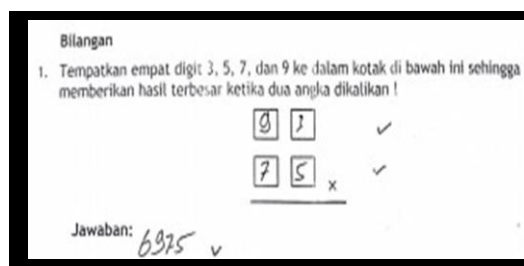 Bilangan
1. Tempatkan empat digit 3, 5, 7, dan 9 ke dalam kotak di bawah ini sehingga
memberikan hasil terbesar ketika dua angka dikalikan !
9 3 ✓
7 5 x ✓
Jawaban: 6975 ✓